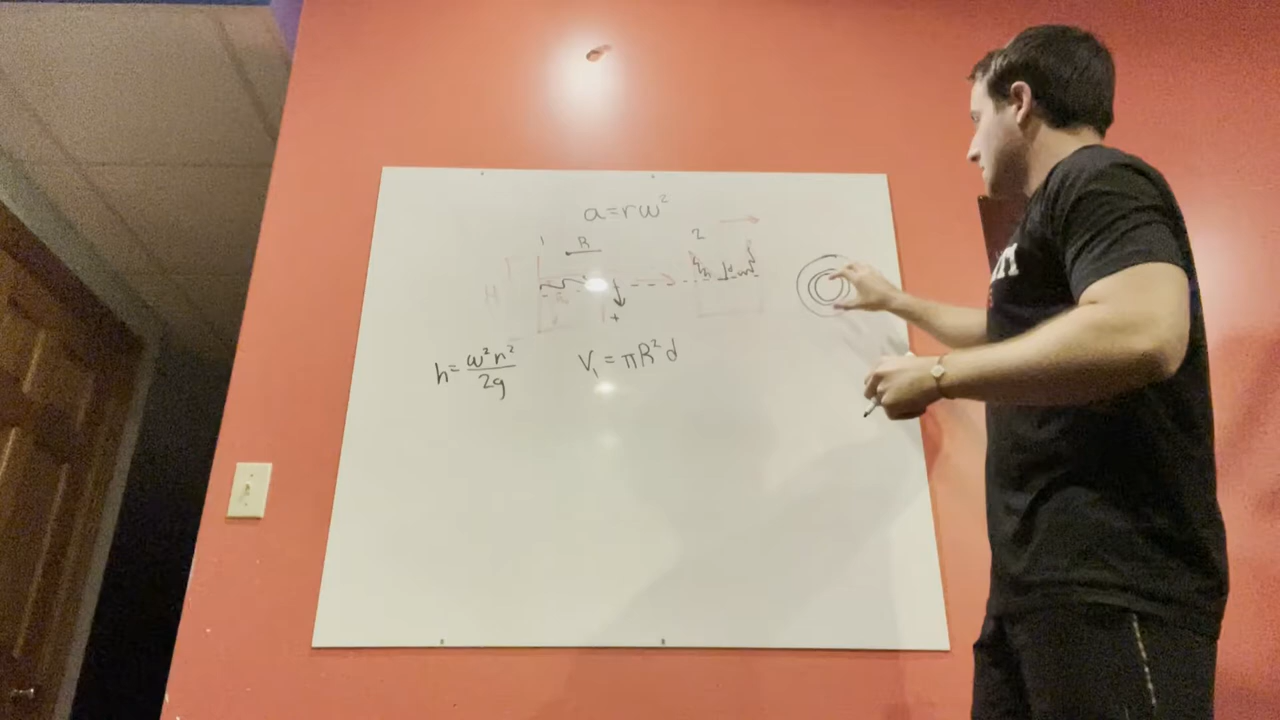 a = rω²
1 R 2
H d
+
h = ω²r² / 2g
V₁ = πR²d